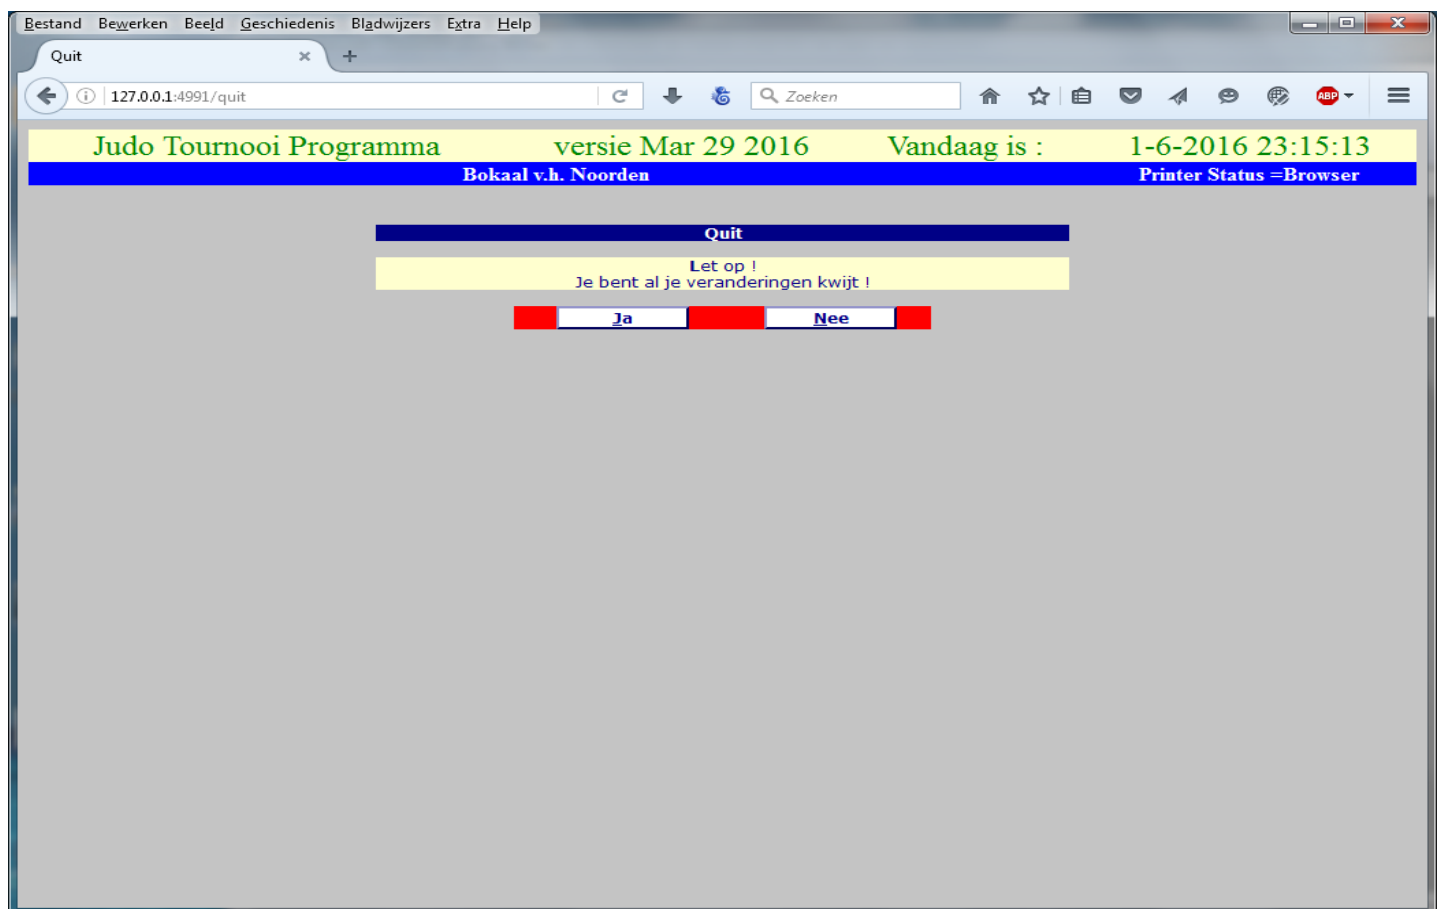 Bestand Bewerken Beeld Geschiedenis Bladwijzers Extra Help
Quit
127.0.0.1:4991/quit Zoeken ABP
Judo Tournooi Programma versie Mar 29 2016 Vandaag is : 1-6-2016 23:15:13
Bokaal v.h. Noorden Printer Status =Browser
Quit
Let op !
Je bent al je veranderingen kwijt !
Ja Nee